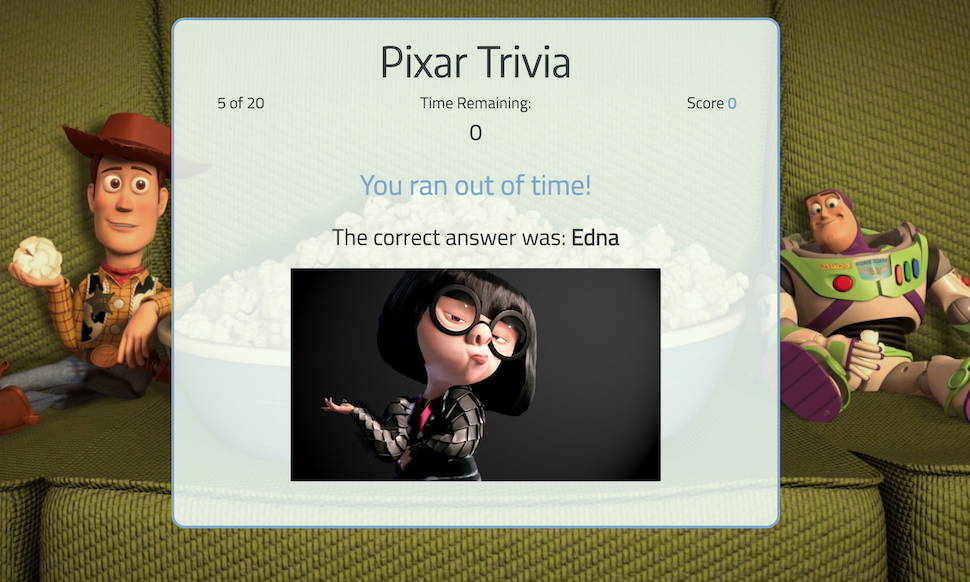 Pixar Trivia
5 of 20
Time Remaining:
Score 0
0
You ran out of time!
The correct answer was: Edna